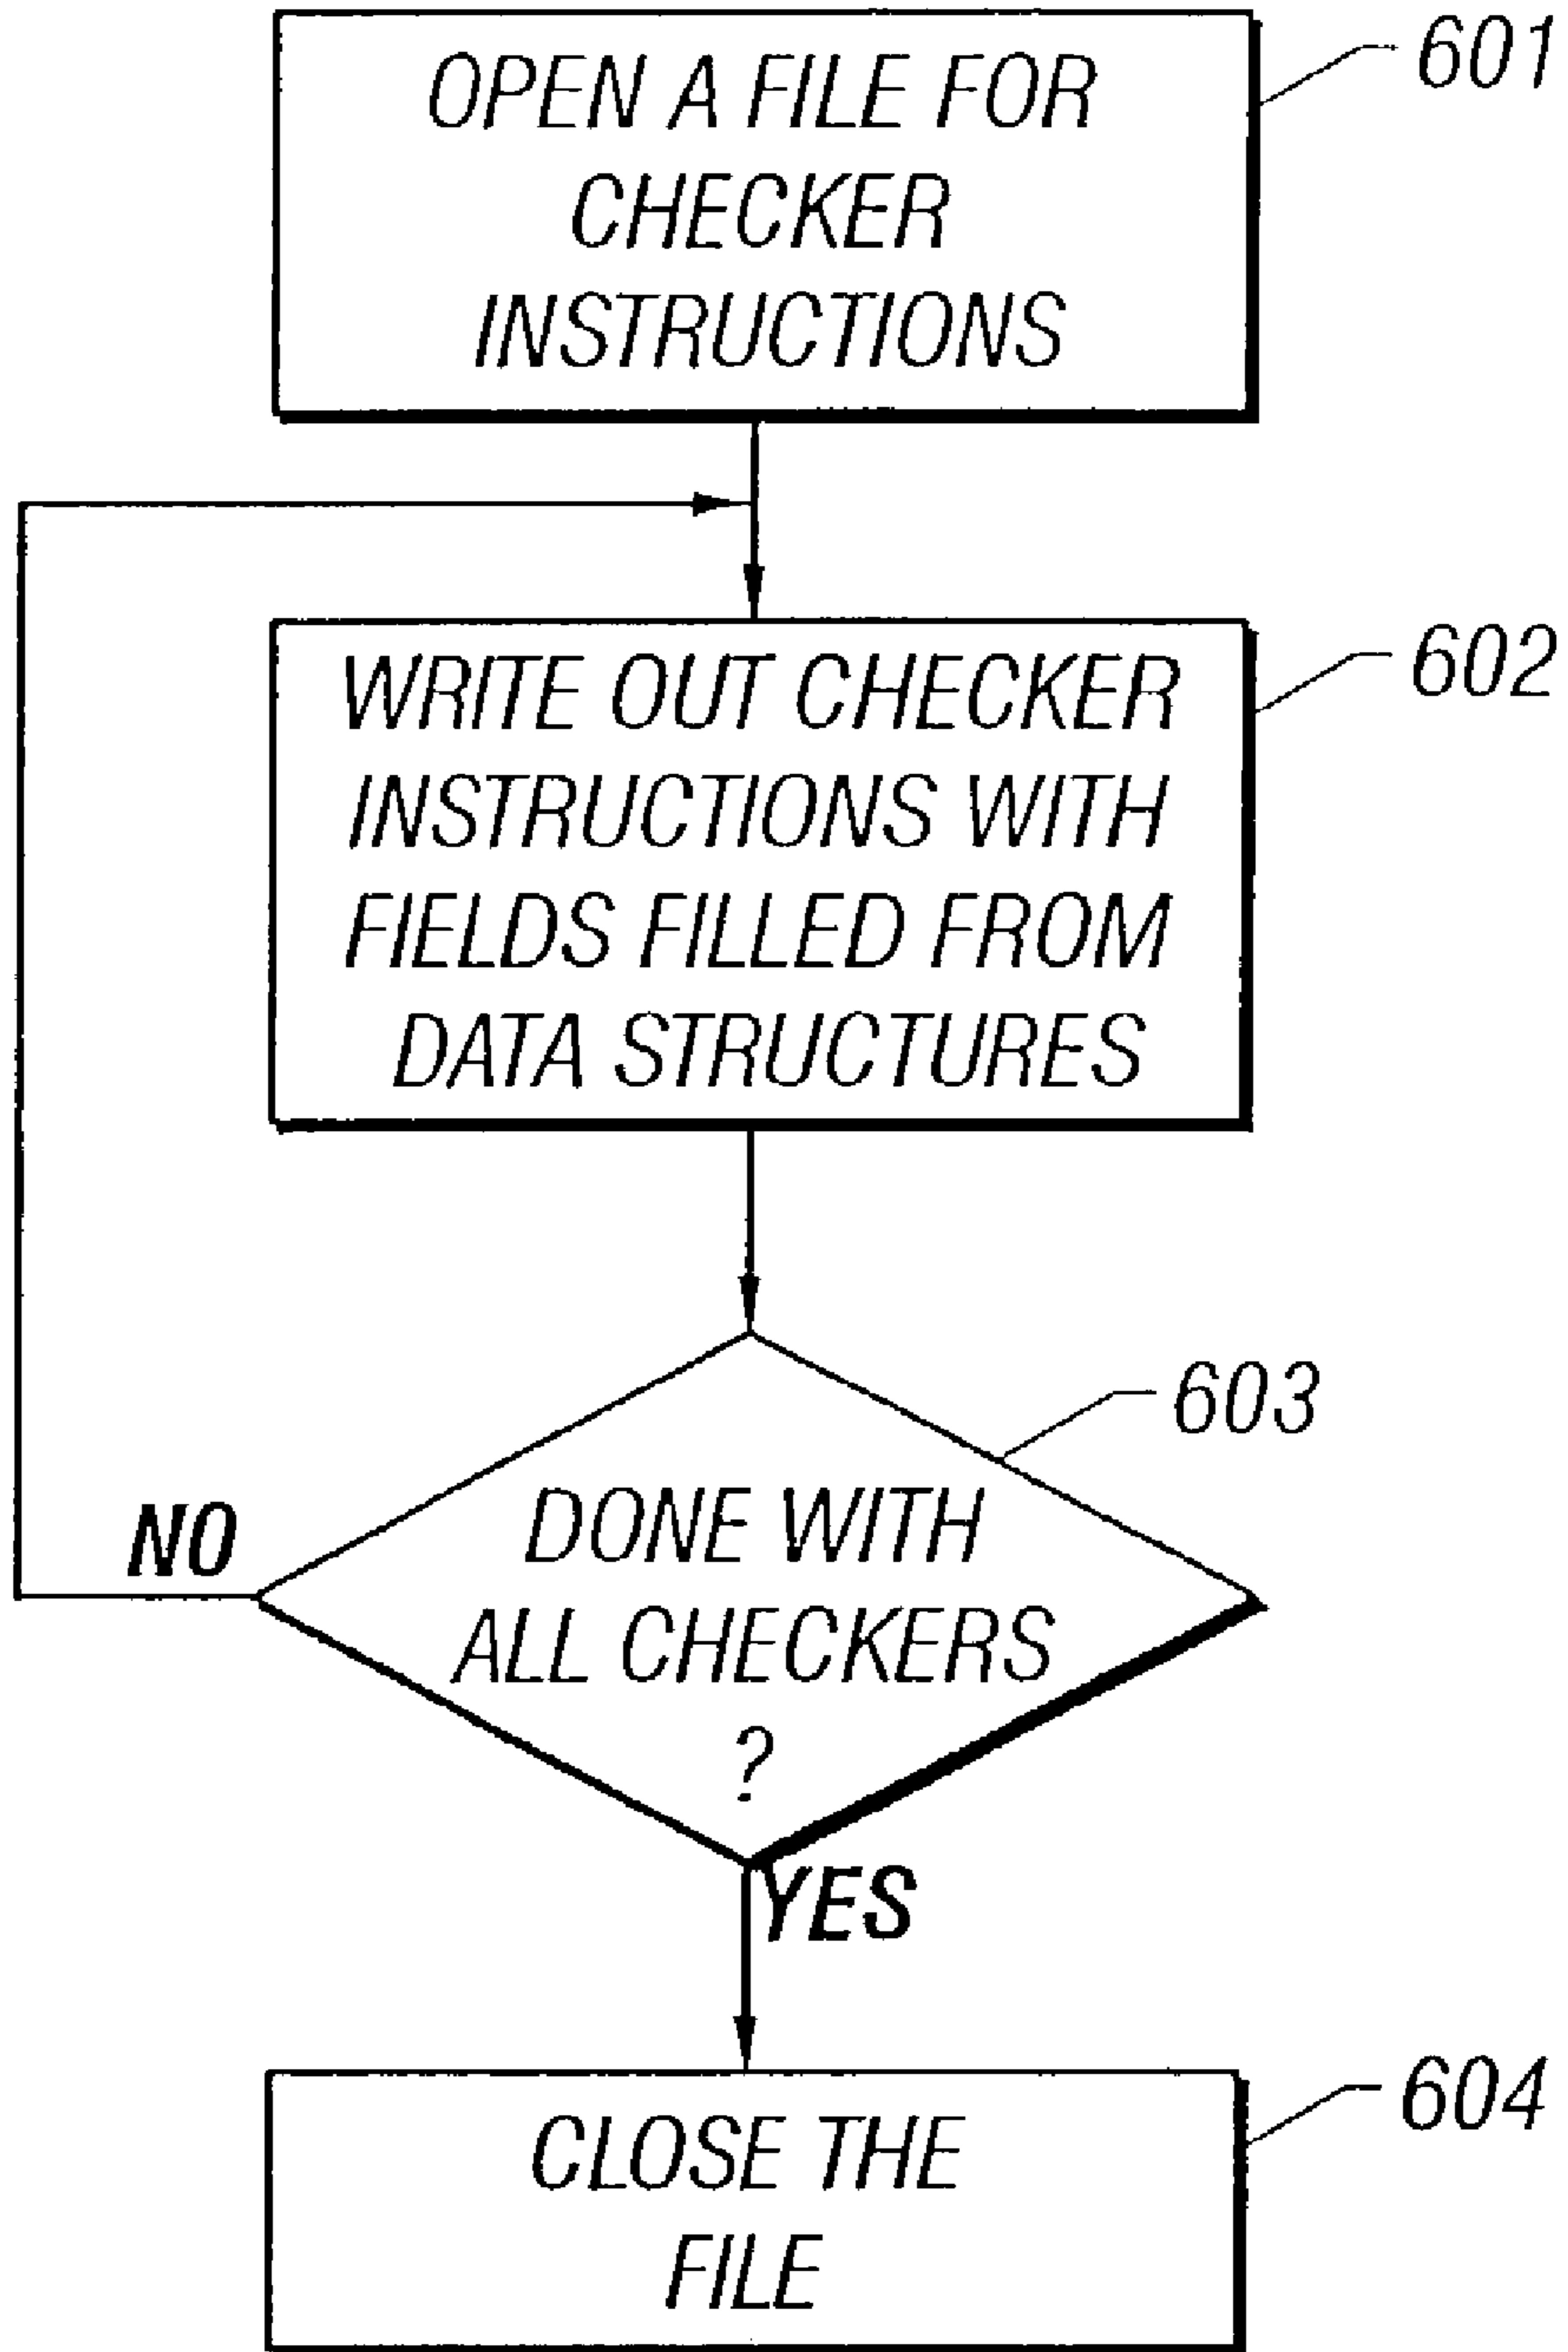 OPEN A FILE FOR
CHECKER
INSTRUCTIONS
601
WRITE OUT CHECKER
INSTRUCTIONS WITH
FIELDS FILLED FROM
DATA STRUCTURES
602
603
DONE WITH
ALL CHECKERS
?
NO
YES
CLOSE THE
FILE
604